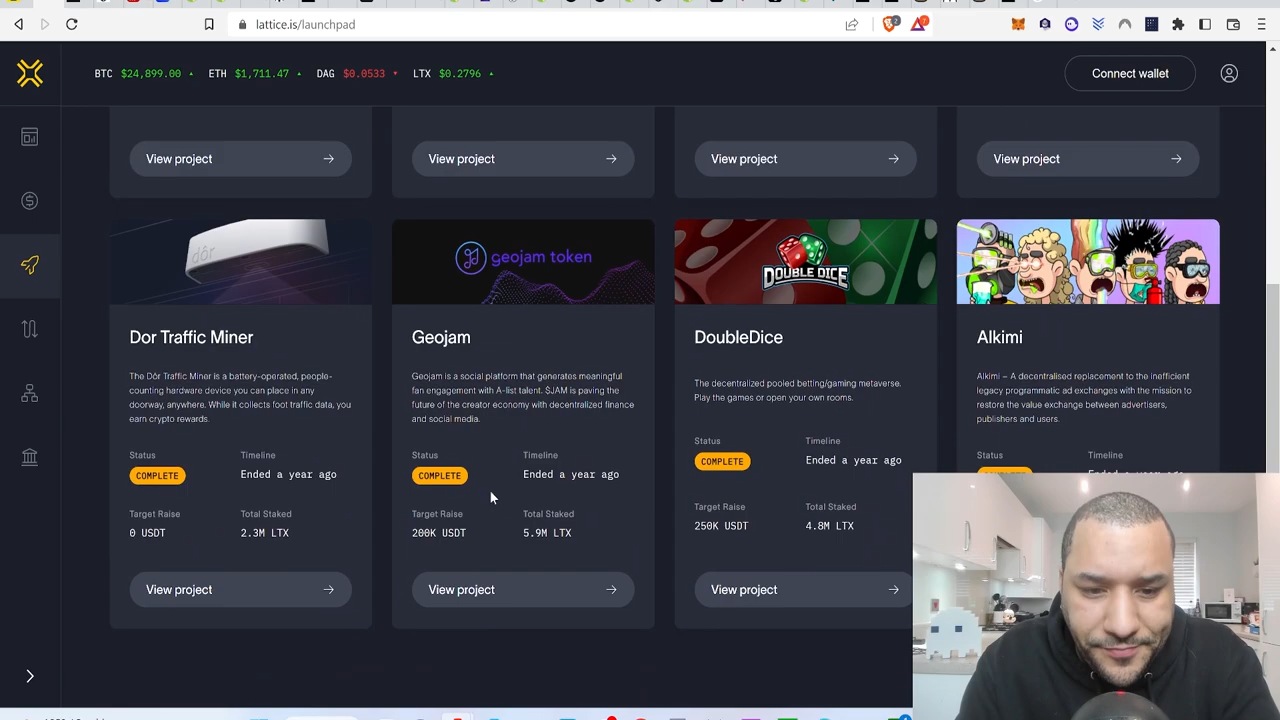 lattice.is/launchpad
BTC $24,899.00 ETH $1,711.47 DAG $0.0533 LTX $0.2796
Connect wallet
View project
View project
View project
View project
dôr
geojam token
DOUBLE DICE
Dor Traffic Miner
The Dôr Traffic Miner is a battery-operated, people-
counting hardware device you can place in any
doorway, anywhere. While it collects foot traffic data, you
earn crypto rewards.
Status
Timeline
COMPLETE
Ended a year ago
Target Raise
Total Staked
0 USDT
2.3M LTX
View project
Geojam
Geojam is a social platform that generates meaningful
fan engagement with A-list talent. $JAM is paving the
future of the creator economy with decentralized finance
and social media.
Status
Timeline
COMPLETE
Ended a year ago
Target Raise
Total Staked
200K USDT
5.9M LTX
View project
DoubleDice
The decentralized pooled betting/gaming metaverse.
Play the games or open your own rooms.
Status
Timeline
COMPLETE
Ended a year ago
Target Raise
Total Staked
250K USDT
4.8M LTX
View project
Alkimi
Alkimi – A decentralised replacement to the inefficient
legacy programmatic ad exchanges with the mission to
restore the value exchange between advertisers,
publishers and users.
Status
Timeline